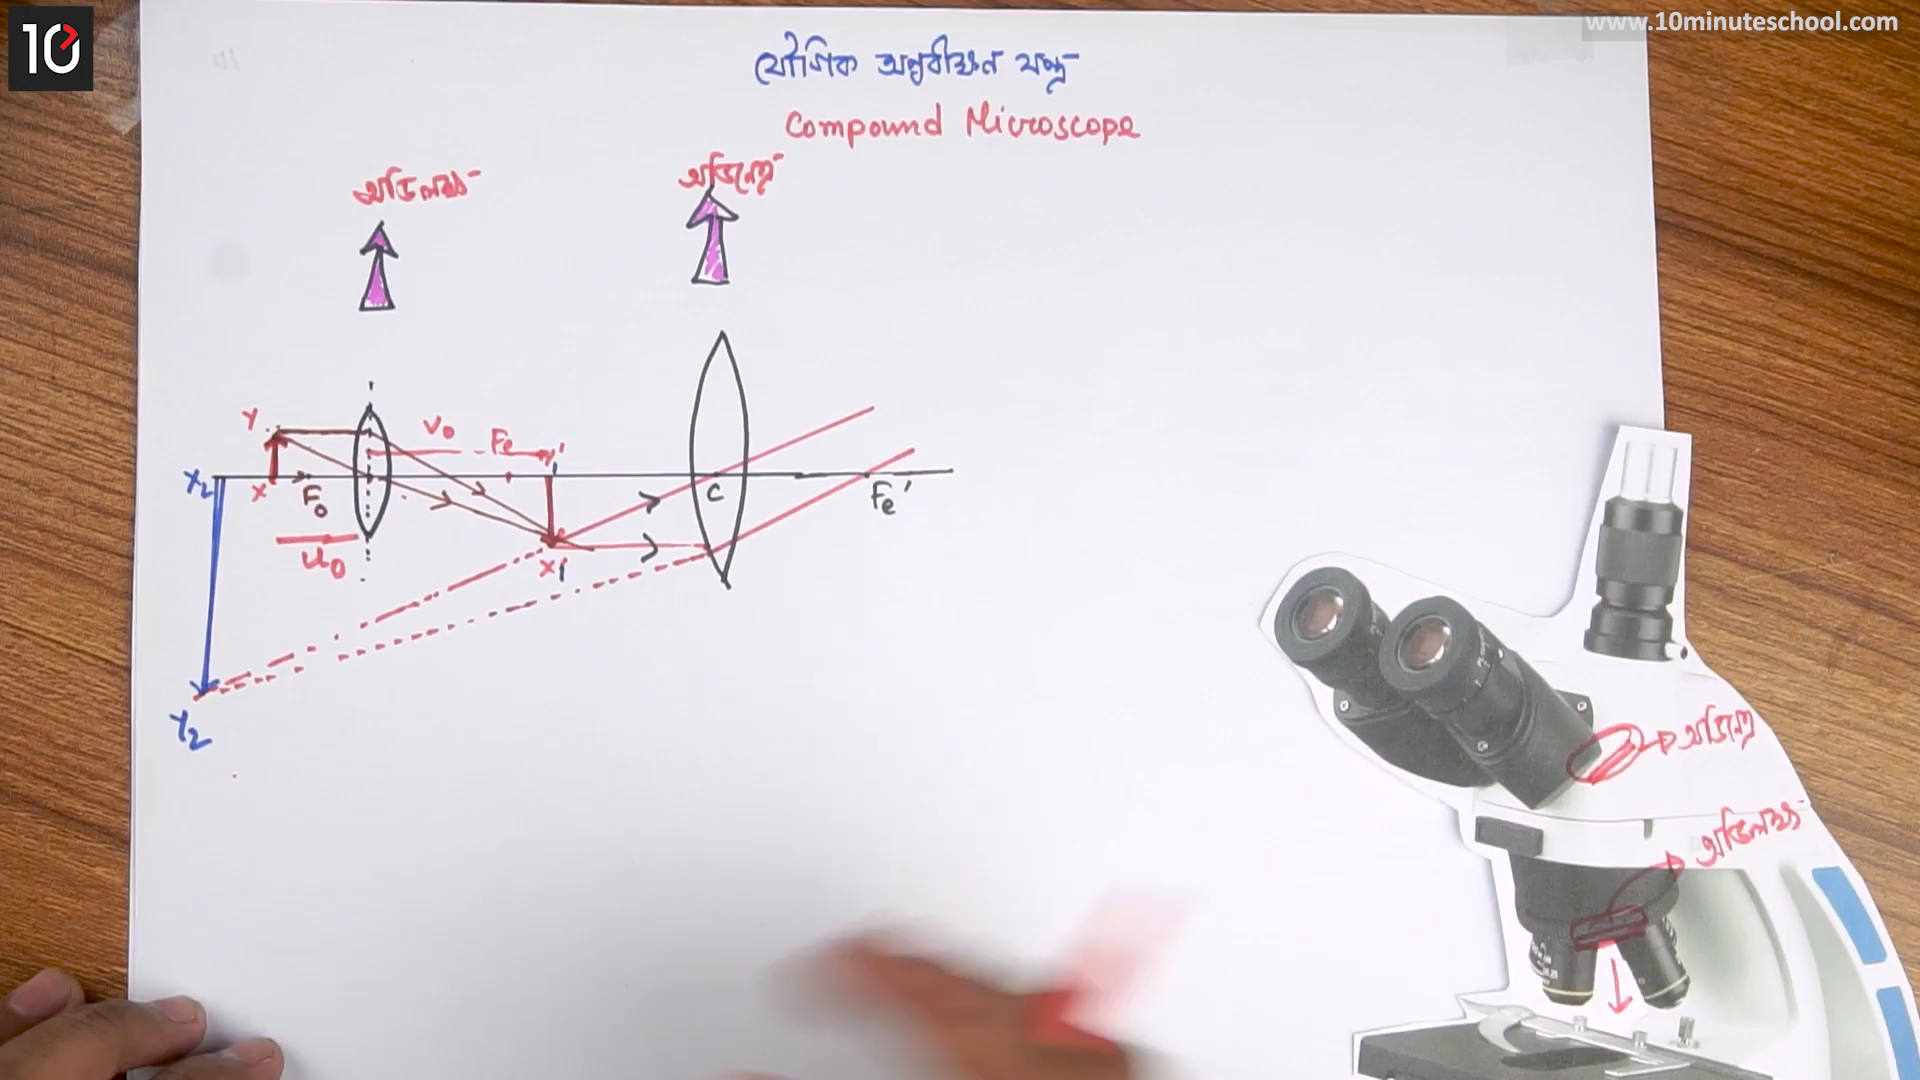 10
www.10minuteschool.com
যৌগিক অণুবীক্ষণ যন্ত্র
Compound Microscope
অভিলক্ষ্য
অভিনেত্র
Y
V₀
Fe
X₂
X
F₀
C
Fe'
U₀
X₁
Y₂
অভিনেত্র
অভিলক্ষ্য